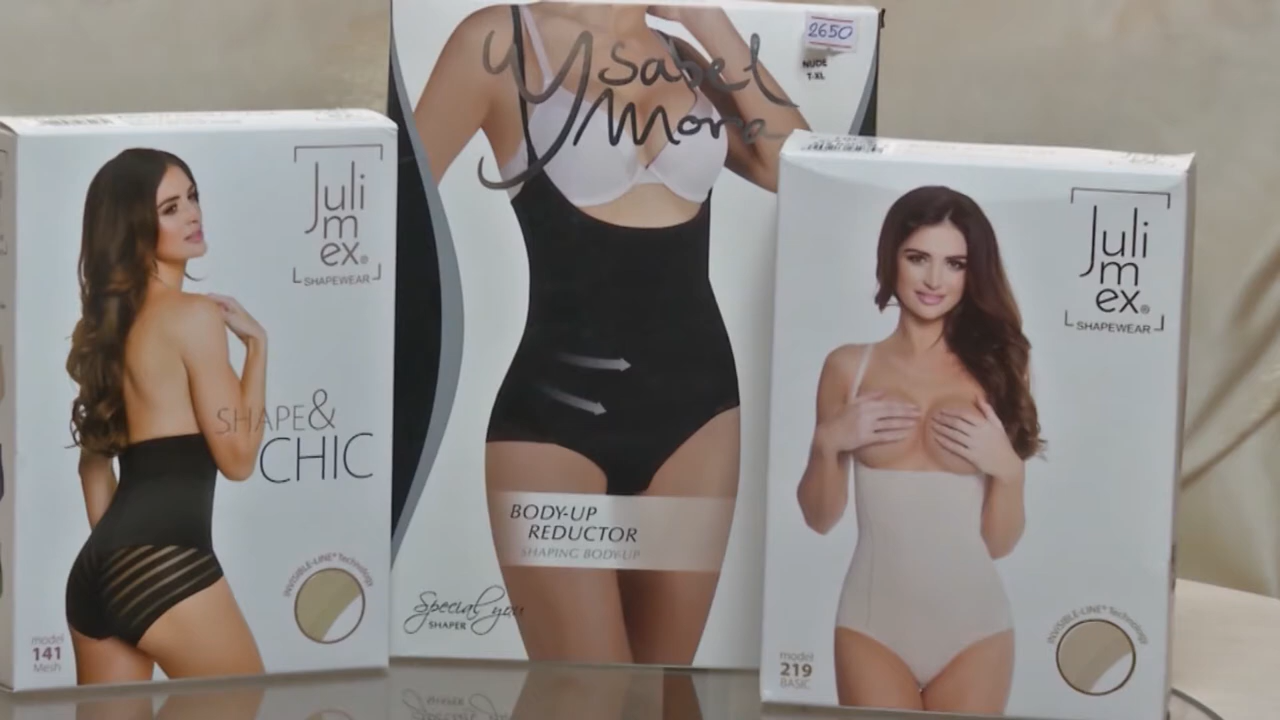 Juli
m
ex®
SHAPEWEAR
SHAPE&
CHIC
INVISIBLE-LINE® Technology
model
141
Mesh
2650
NUDE
T-XL
Ysabel
Mora
BODY-UP
REDUCTOR
SHAPING BODY-UP
Special you
SHAPER
Juli
m
ex®
SHAPEWEAR
INVISIBLE-LINE® Technology
model
219
BASIC